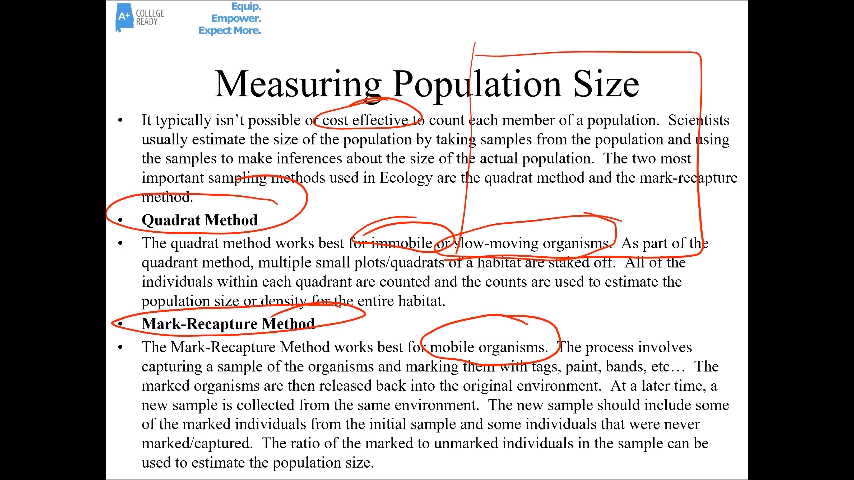 A+ COLLEGE
READY
Equip.
Empower.
Expect More.
Measuring Population Size
• It typically isn't possible or cost effective to count each member of a population. Scientists
usually estimate the size of the population by taking samples from the population and using
the samples to make inferences about the size of the actual population. The two most
important sampling methods used in Ecology are the quadrat method and the mark-recapture
method.
• Quadrat Method
• The quadrat method works best for immobile or slow-moving organisms. As part of the
quadrant method, multiple small plots/quadrats of a habitat are staked off. All of the
individuals within each quadrant are counted and the counts are used to estimate the
population size or density for the entire habitat.
• Mark-Recapture Method
• The Mark-Recapture Method works best for mobile organisms. The process involves
capturing a sample of the organisms and marking them with tags, paint, bands, etc… The
marked organisms are then released back into the original environment. At a later time, a
new sample is collected from the same environment. The new sample should include some
of the marked individuals from the initial sample and some individuals that were never
marked/captured. The ratio of the marked to unmarked individuals in the sample can be
used to estimate the population size.